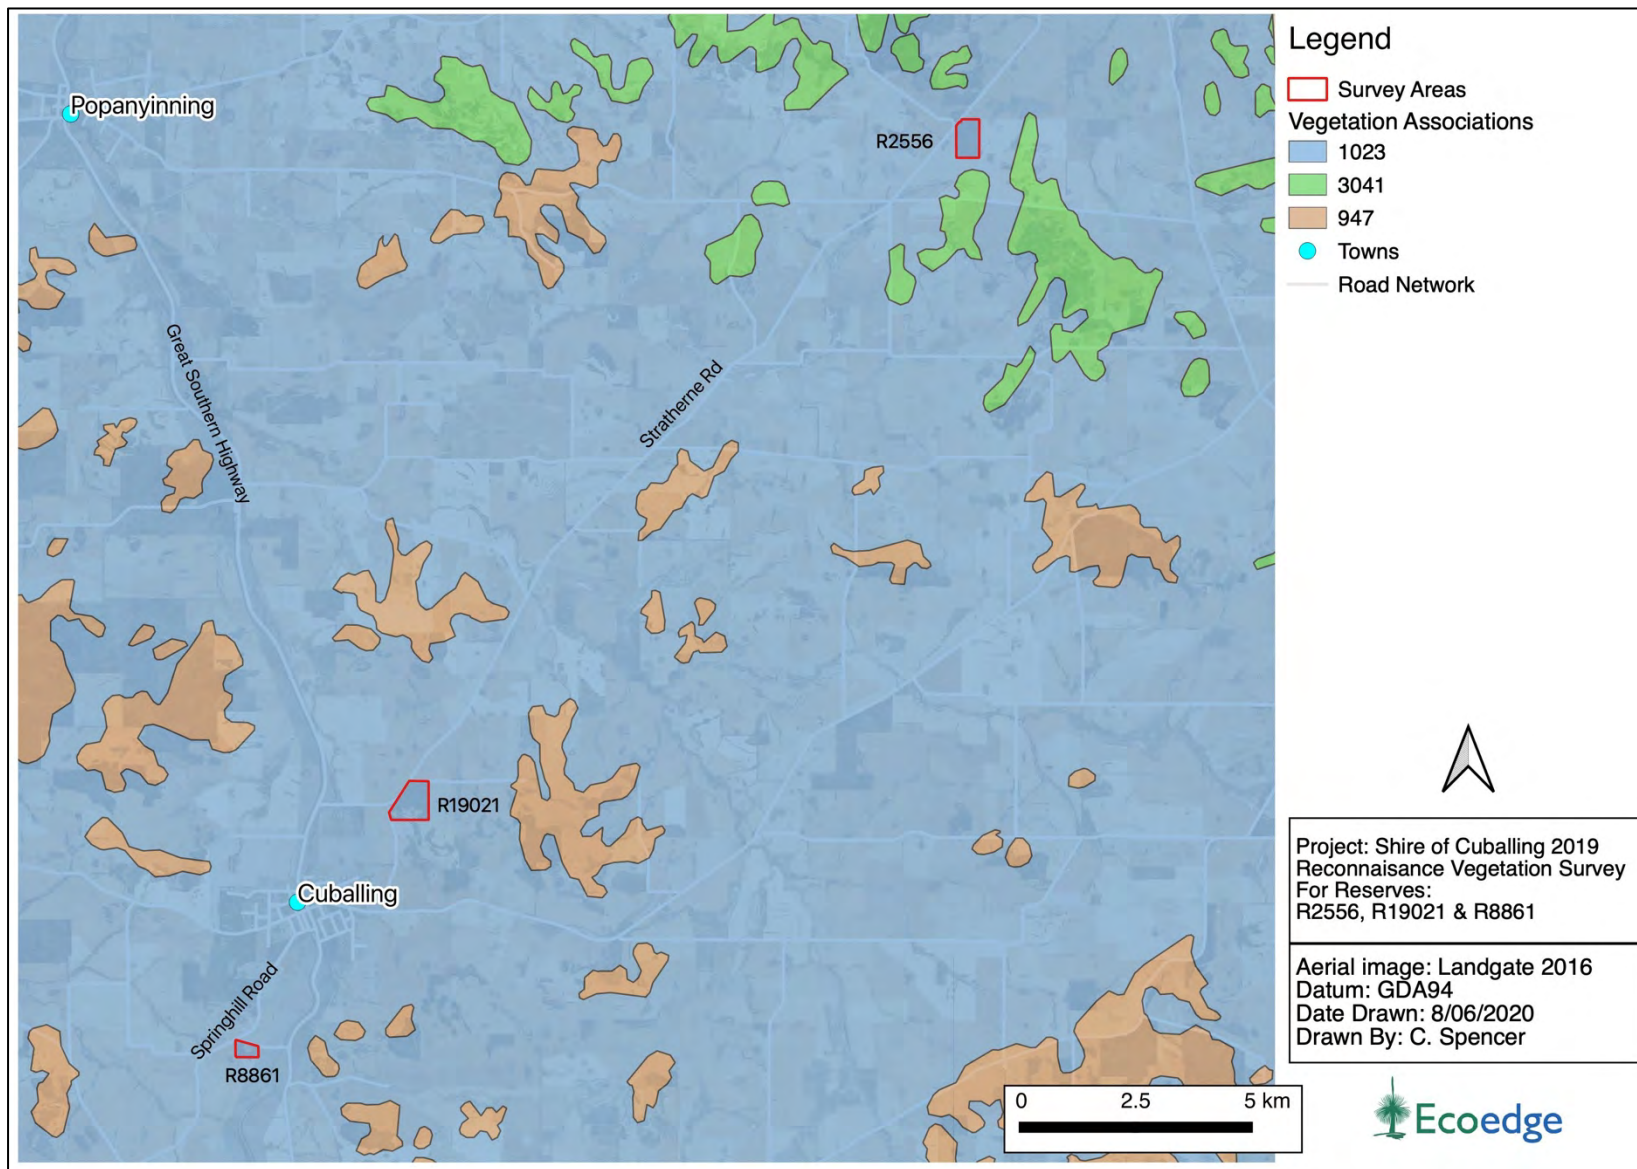 Popanyinning
R2556
Great Southern Highway
Stratherne Rd
R19021
Cuballing
Springhill Road
R8861
Legend
Survey Areas
Vegetation Associations
1023
3041
947
Towns
Road Network
Project: Shire of Cuballing 2019
Reconnaisance Vegetation Survey
For Reserves:
R2556, R19021 & R8861
Aerial image: Landgate 2016
Datum: GDA94
Date Drawn: 8/06/2020
Drawn By: C. Spencer
0 2.5 5 km
Ecoedge